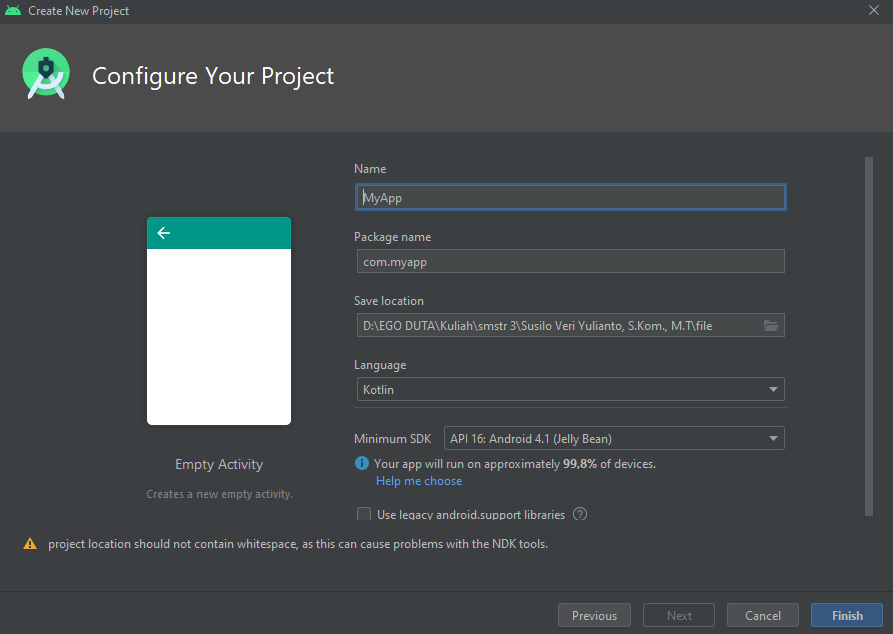 Create New Project
Configure Your Project
Name
MyApp
Package name
com.myapp
Save location
D:\EGO DUTA\Kuliah\smstr 3\Susilo Veri Yulianto, S.Kom., M.T\file
Language
Kotlin
Minimum SDK API 16: Android 4.1 (Jelly Bean)
i Your app will run on approximately 99,8% of devices.
Help me choose
Use legacy android.support libraries ?
Empty Activity
Creates a new empty activity.
project location should not contain whitespace, as this can cause problems with the NDK tools.
Previous Next Cancel Finish